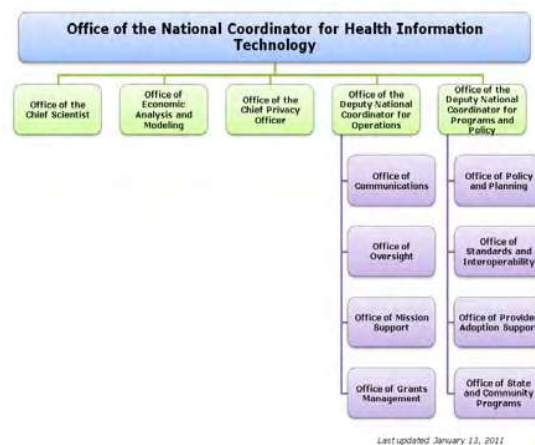 Office of the National Coordinator for Health Information
Technology
Office of the
Chief Scientist
Office of
Economic
Analysis and
Modeling
Office of the
Chief Privacy
Officer
Office of the
Deputy National
Coordinator for
Operations
Office of the
Deputy National
Coordinator for
Programs and
Policy
Office of
Communications
Office of Policy
and Planning
Office of
Oversight
Office of
Standards and
Interoperability
Office of Mission
Support
Office of Provider
Adoption Support
Office of Grants
Management
Office of State
and Community
Programs
Last updated January 13, 2011